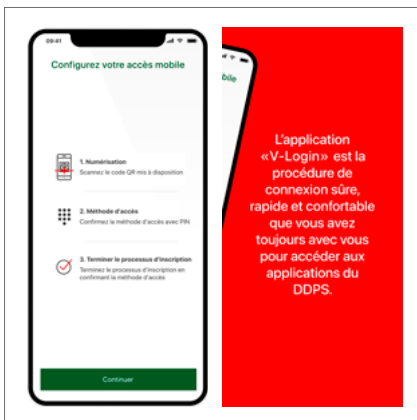 09:41
Configurez votre accès mobile
1. Numérisation
Scannez le code QR mis à disposition
2. Méthode d'accès
Confirmez le méthode d'accès avec PIN
3. Terminer le processus d'inscription
Terminez le processus d'inscription en
confirmant la méthode d'accès
Continuer
bile
L'application
«V-Login» est la
procédure de
connexion sûre,
rapide et confortable
que vous avez
toujours avec vous
pour accéder aux
applications du
DDPS.